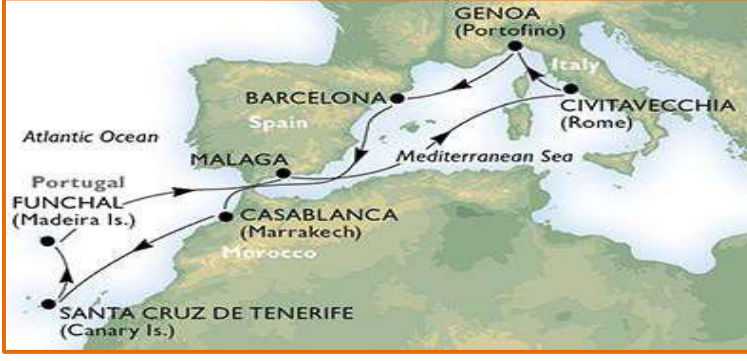 GENOA
(Portofino)
Italy
BARCELONA
CIVITAVECCHIA
(Rome)
Spain
Atlantic Ocean
MALAGA
Mediterranean Sea
Portugal
FUNCHAL
(Madeira Is.)
CASABLANCA
(Marrakech)
Morocco
SANTA CRUZ DE TENERIFE
(Canary Is.)